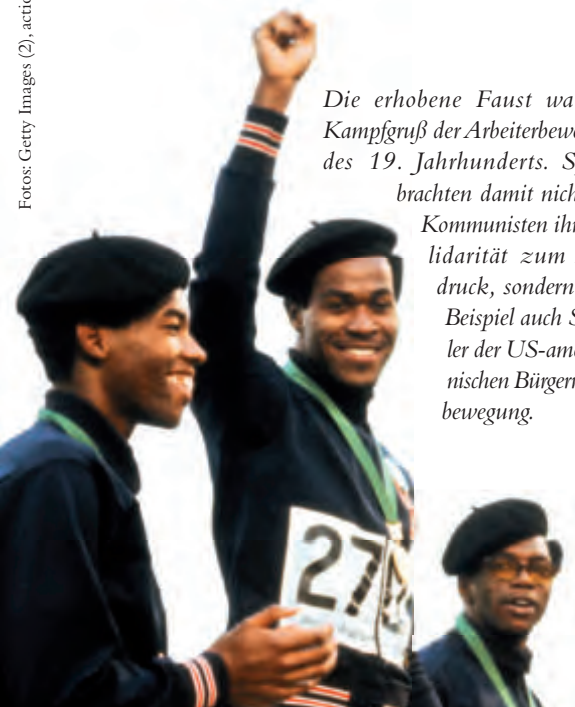 Fotos: Getty Images (2),
Die erhobene Faust
Kampfgruß der
des 19. Jahrhunderts.
brachten damit
Kommunisten
zum
druck, sondern
Beispiel auch
ler der
nischen
bewegung.
27